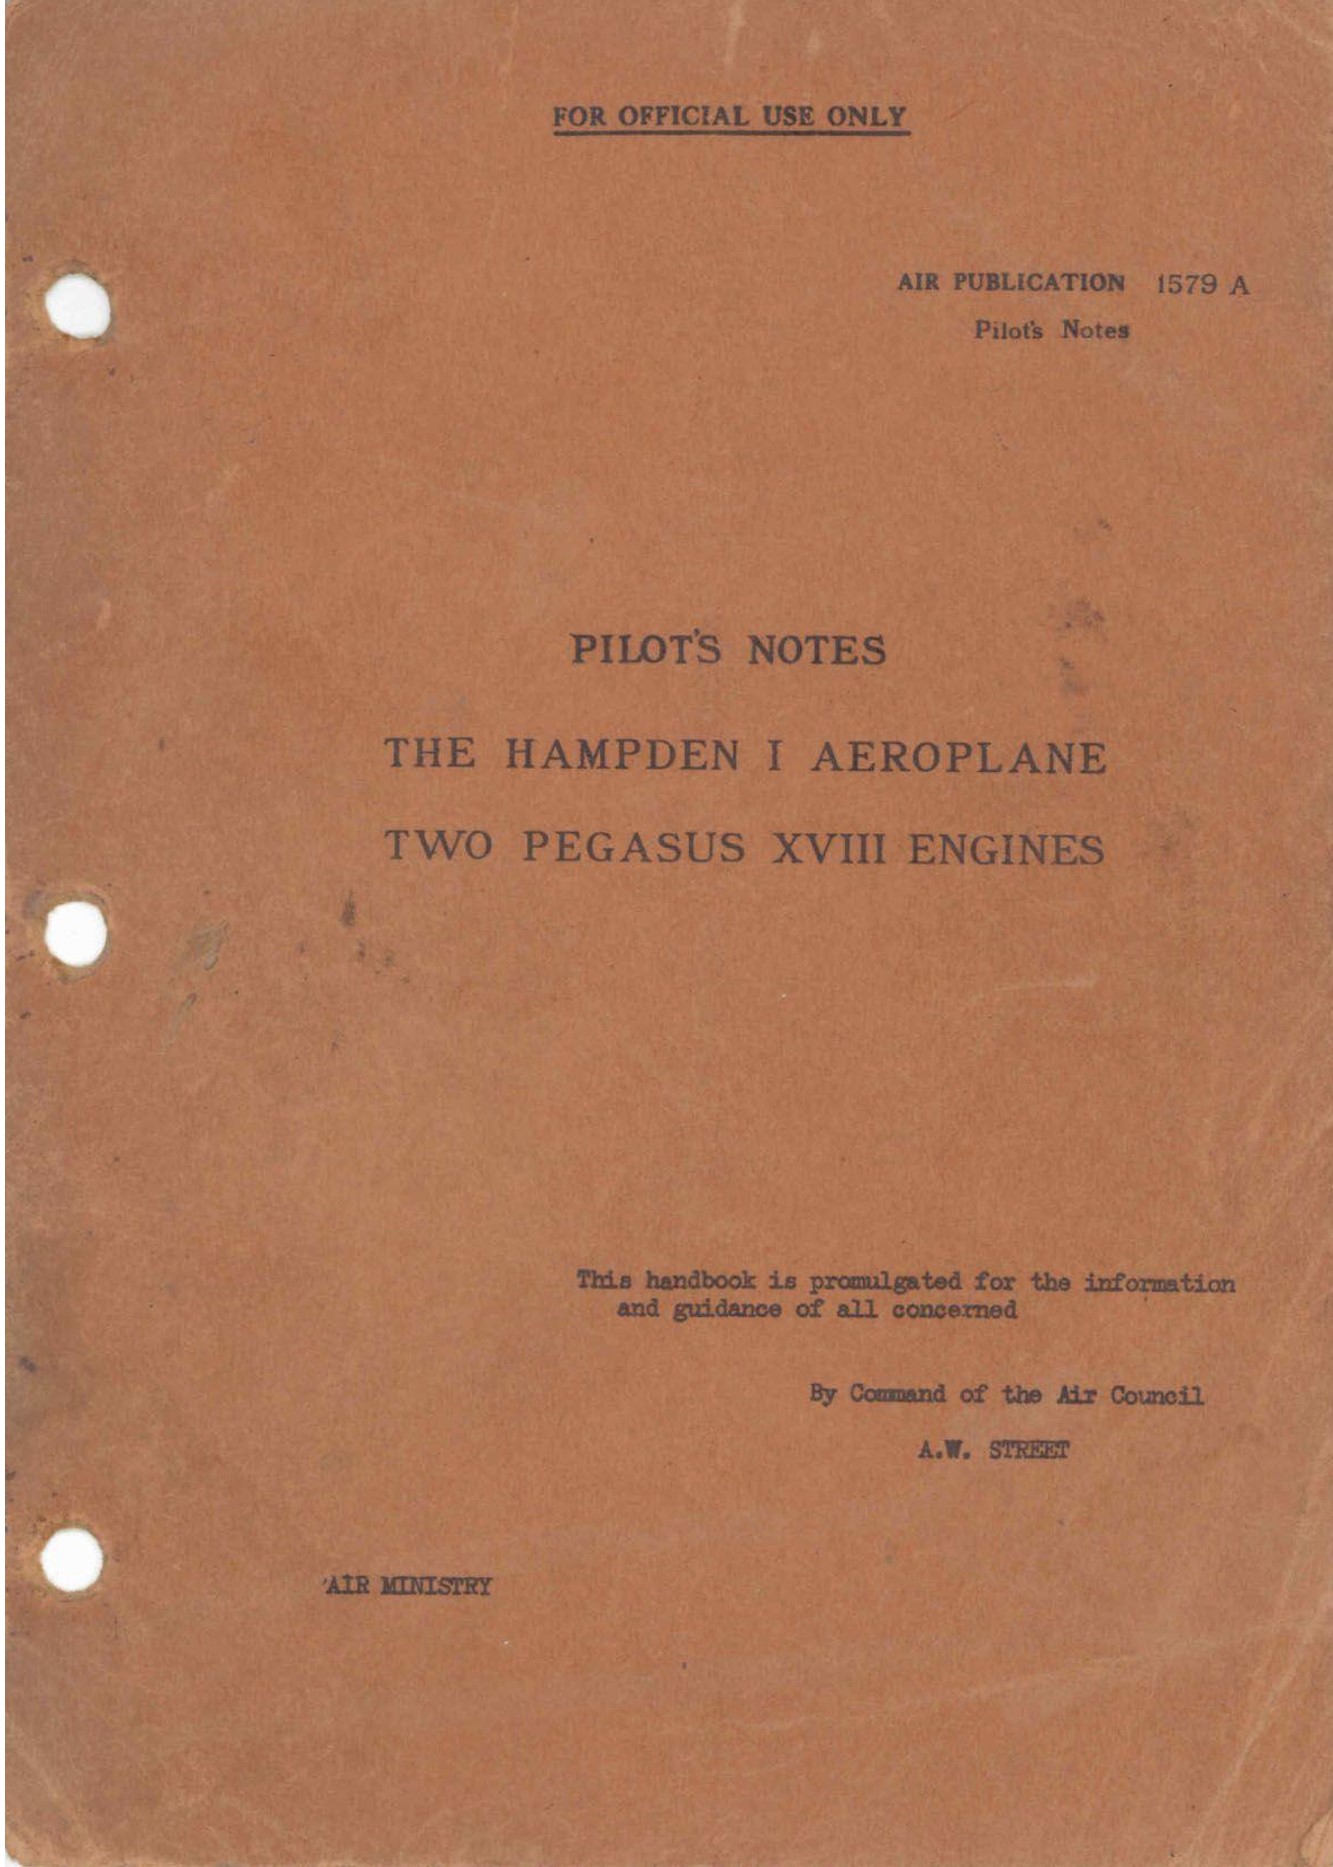 FOR OFFICIAL USE ONLY
AIR PUBLICATION 1579 A
Pilot's Notes
PILOT'S NOTES
THE HAMPDEN I AEROPLANE
TWO PEGASUS XVIII ENGINES
This handbook is promulgated for the information
and guidance of all concerned
By Command of the Air Council
A.W. STREET
AIR MINISTRY